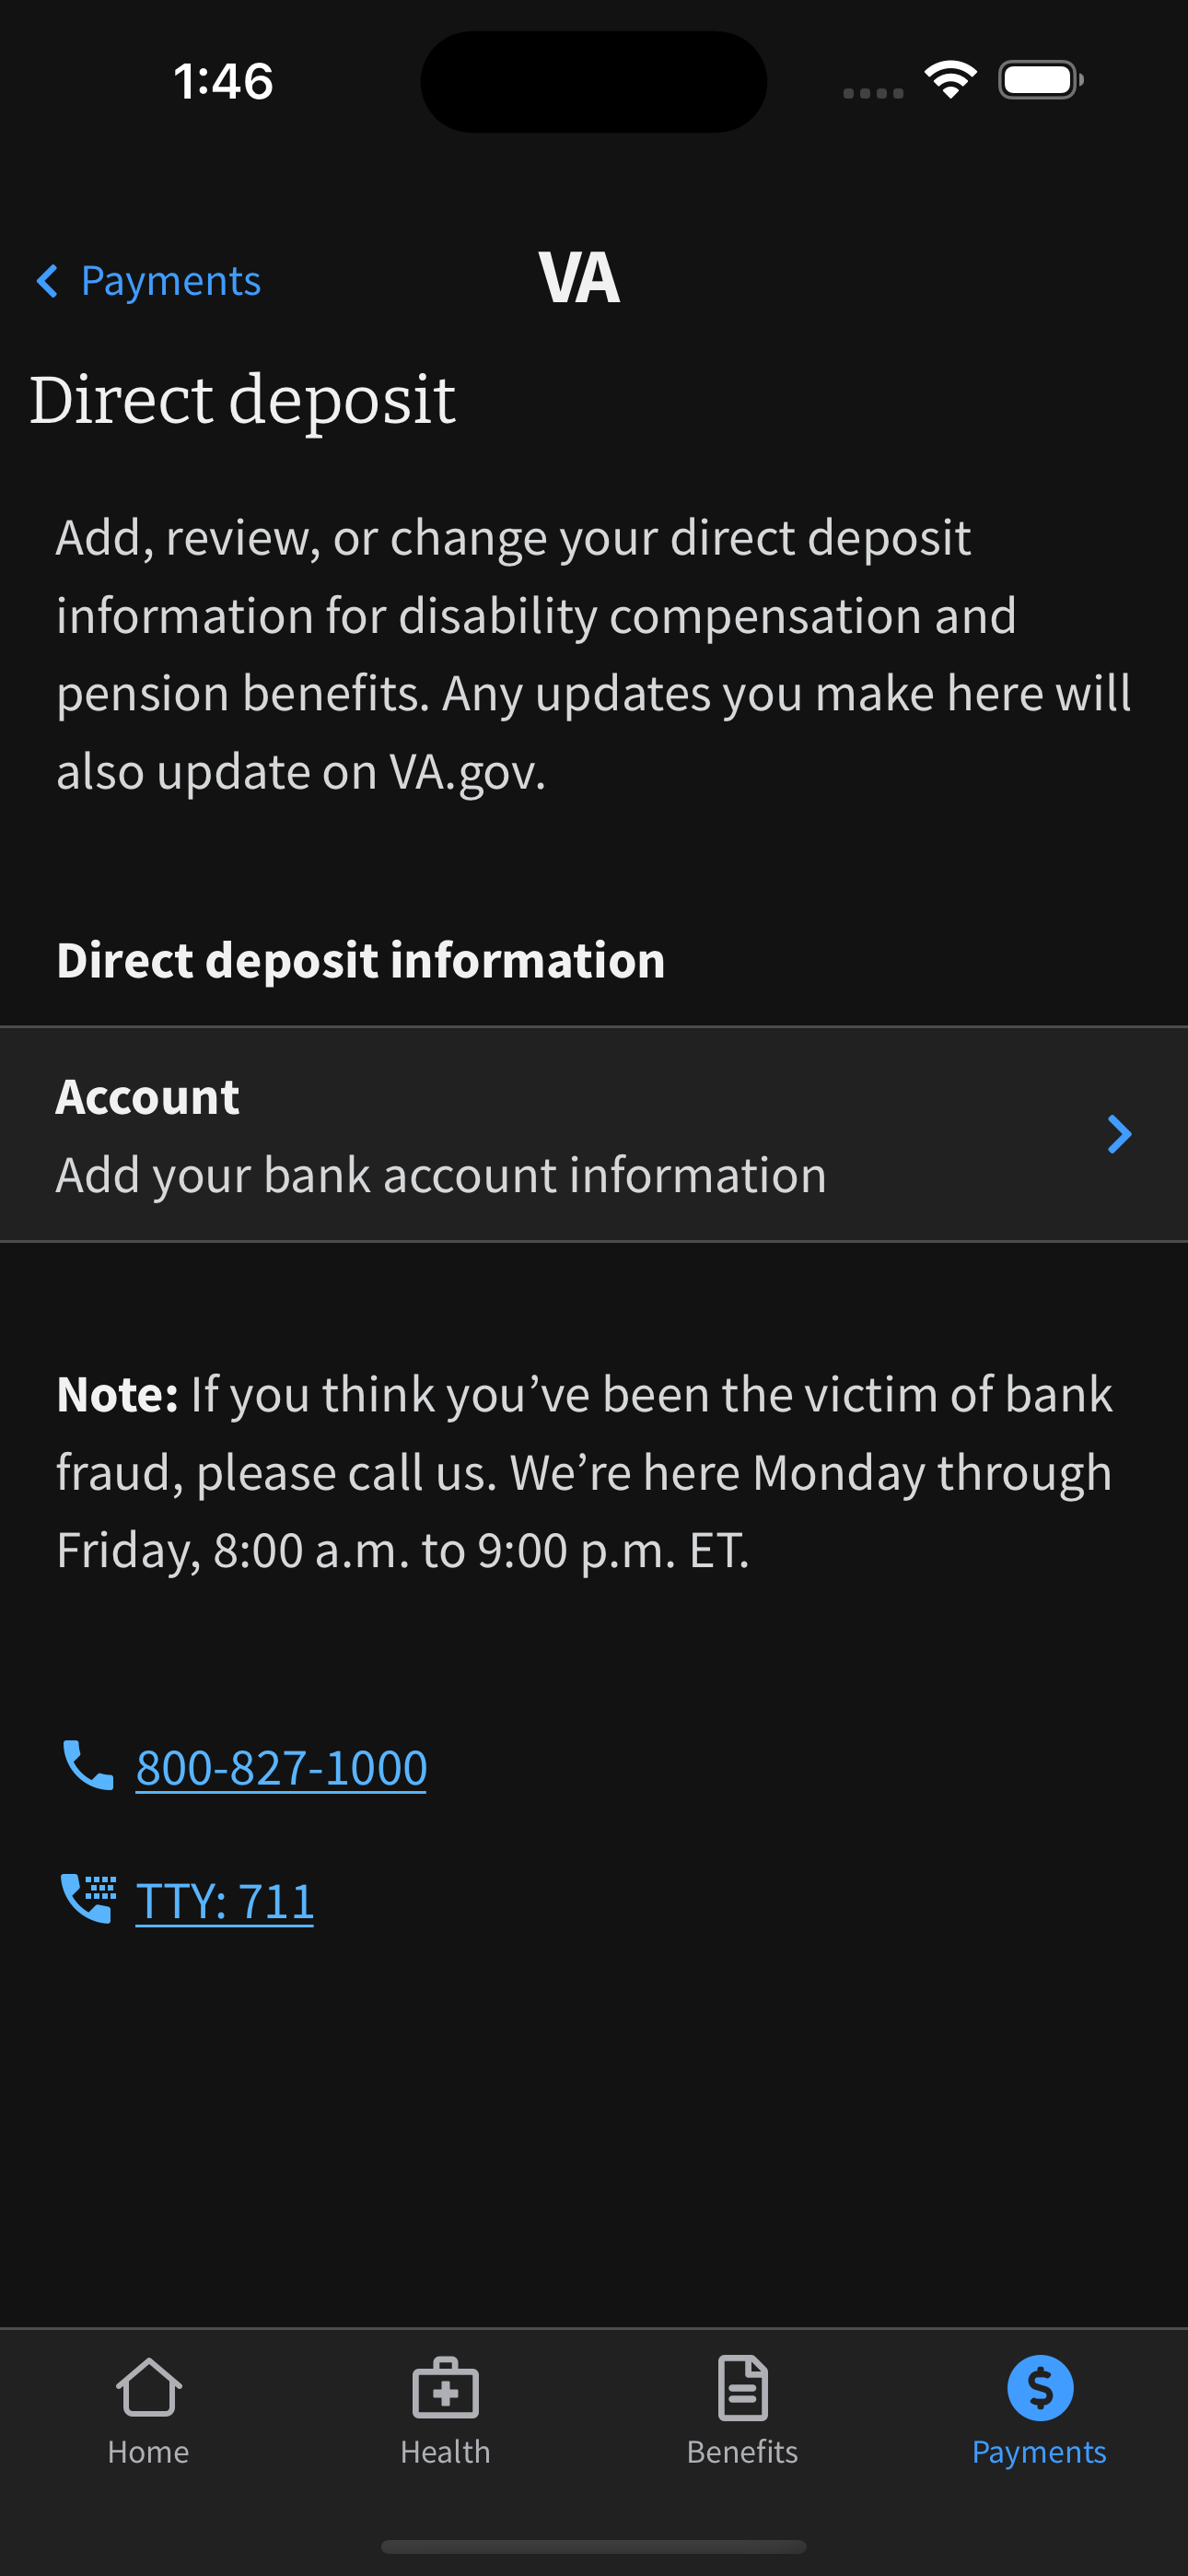 1:46
Payments
VA
Direct deposit
Add, review, or change your direct deposit
information for disability compensation and
pension benefits. Any updates you make here will
also update on VA.gov.
Direct deposit information
Account
Add your bank account information
Note: If you think you’ve been the victim of bank
fraud, please call us. We’re here Monday through
Friday, 8:00 a.m. to 9:00 p.m. ET.
800-827-1000
TTY: 711
Home
Health
Benefits
Payments